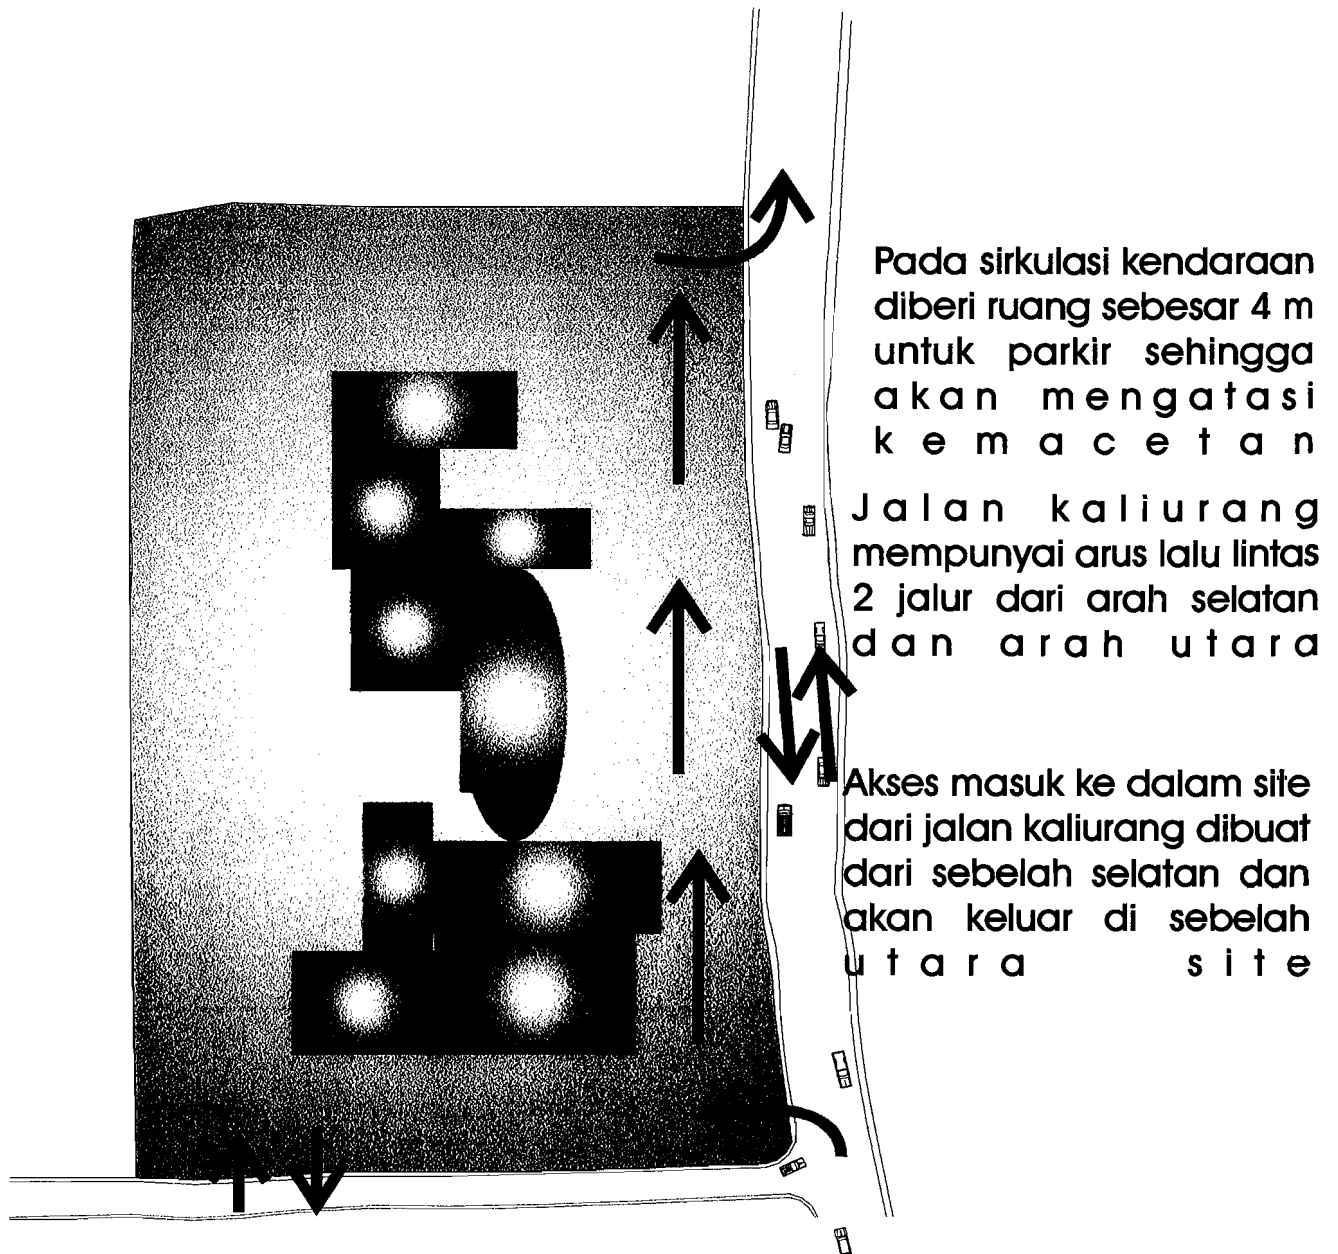 Pada sirkulasi kendaraan
diberi ruang sebesar 4 m
untuk parkir sehingga
akan mengatasi
kemacetan
Jalan kaliurang
mempunyai arus lalu lintas
2 jalur dari arah selatan
dan arah utara
Akses masuk ke dalam site
dari jalan kaliurang dibuat
dari sebelah selatan dan
akan keluar di sebelah
utara site